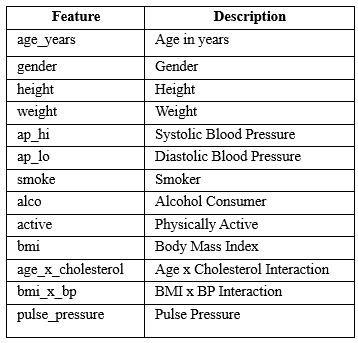 Feature Description
age_years Age in years
gender Gender
height Height
weight Weight
ap_hi Systolic Blood Pressure
ap_lo Diastolic Blood Pressure
smoke Smoker
alco Alcohol Consumer
active Physically Active
bmi Body Mass Index
age_x_cholesterol Age x Cholesterol Interaction
bmi_x_bp BMI x BP Interaction
pulse_pressure Pulse Pressure